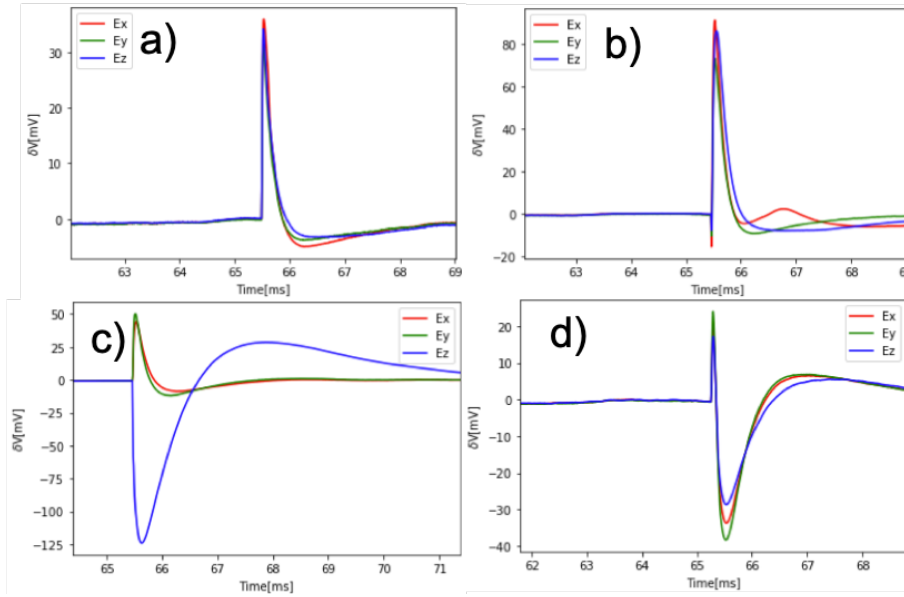 a)
Ex
Ey
Ez
30
20
10
0
δV[mV]
63
64
65
66
67
68
69
Time[ms]
b)
Ex
Ey
Ez
80
60
40
20
0
−20
δV[mV]
62
63
64
65
66
67
68
Time[ms]
c)
Ex
Ey
Ez
50
25
0
−25
−50
−75
−100
−125
δV[mV]
65
66
67
68
69
70
71
Time[ms]
d)
Ex
Ey
Ez
20
10
0
−10
−20
−30
−40
δV[mV]
62
63
64
65
66
67
68
Time[ms]